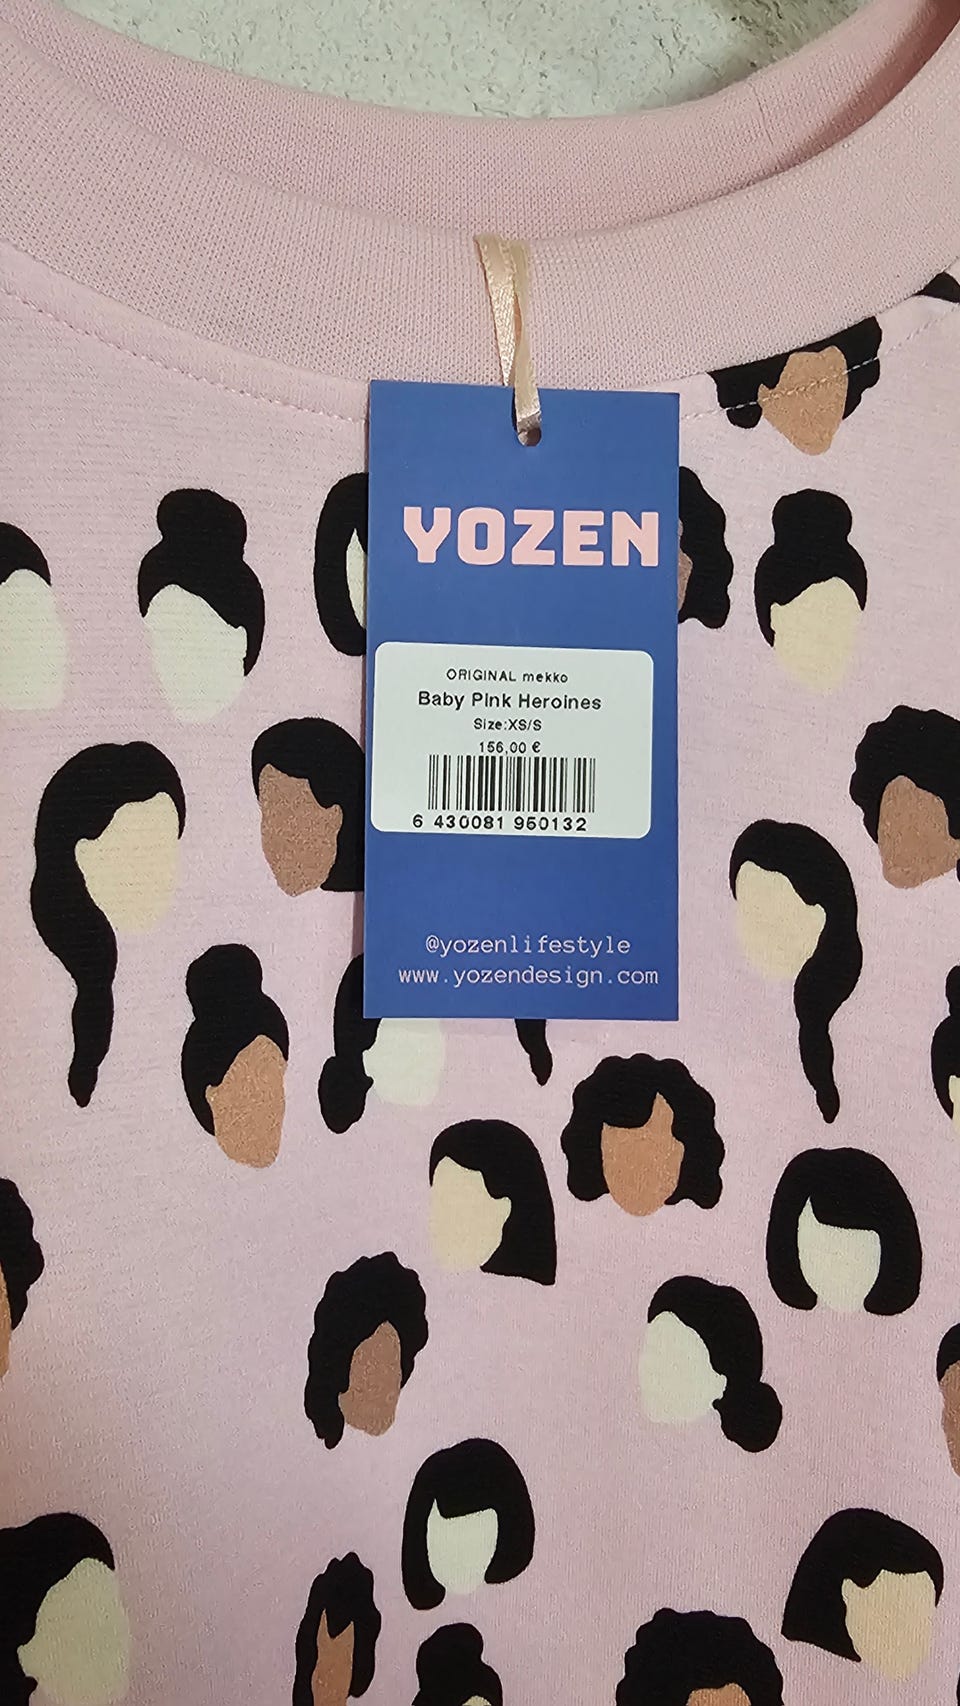 YOZEN
ORIGINAL mekko
Baby Pink Heroines
Size:XS/S
156,00 €
6 430081 950132
@yozenlifestyle
www.yozendesign.com